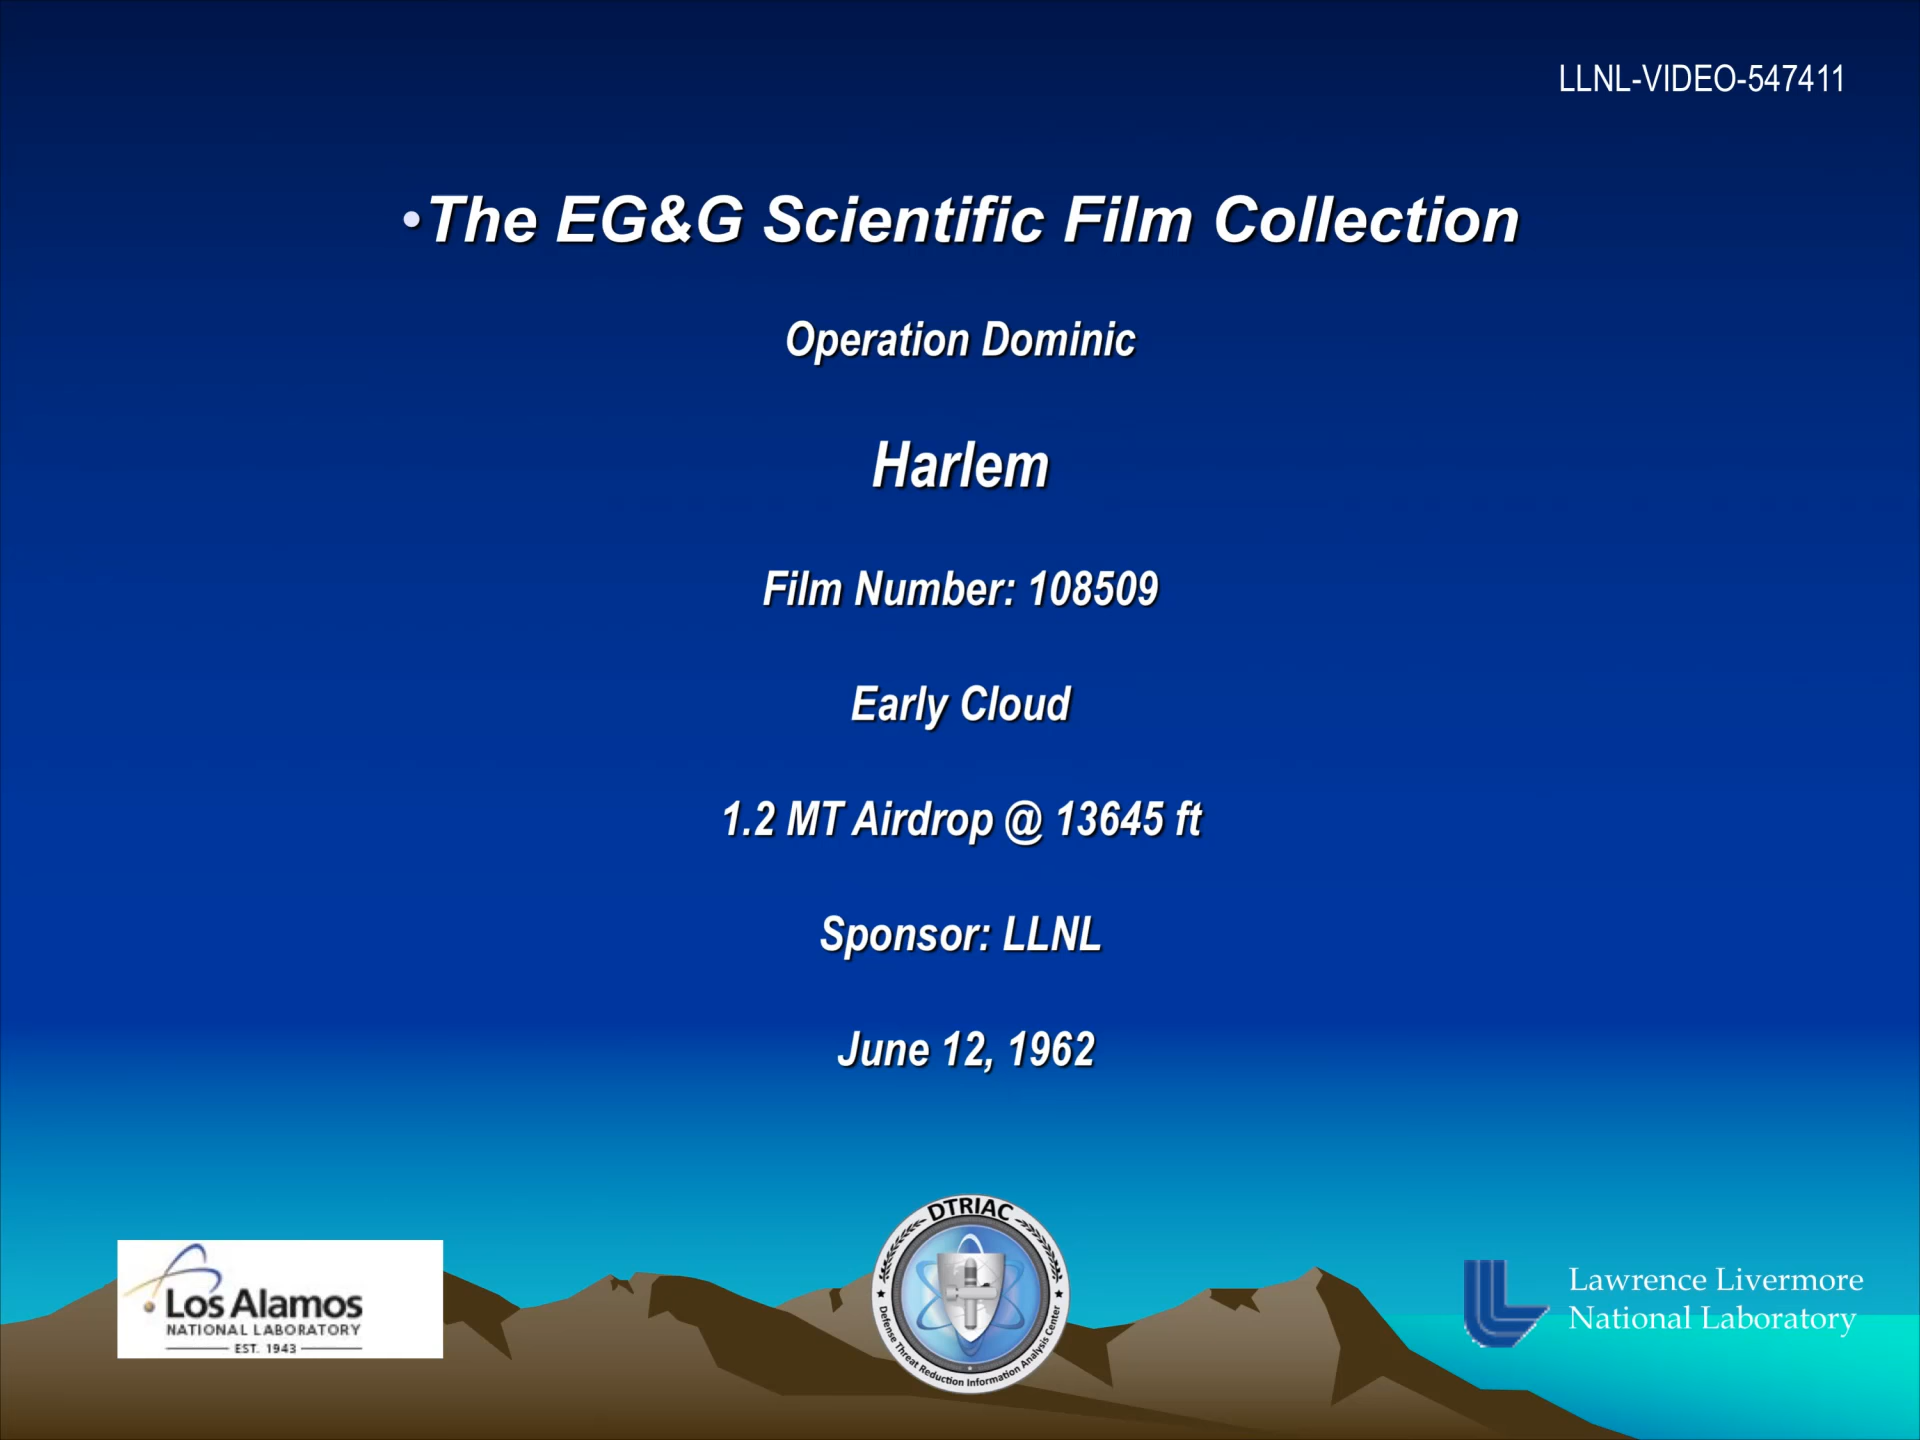 LLNL-VIDEO-547411
•The EG&G Scientific Film Collection
Operation Dominic
Harlem
Film Number: 108509
Early Cloud
1.2 MT Airdrop @ 13645 ft
Sponsor: LLNL
June 12, 1962
Los Alamos
NATIONAL LABORATORY
EST. 1943
DTRIAC
Defense Threat Reduction Information Analysis Center
Lawrence Livermore
National Laboratory